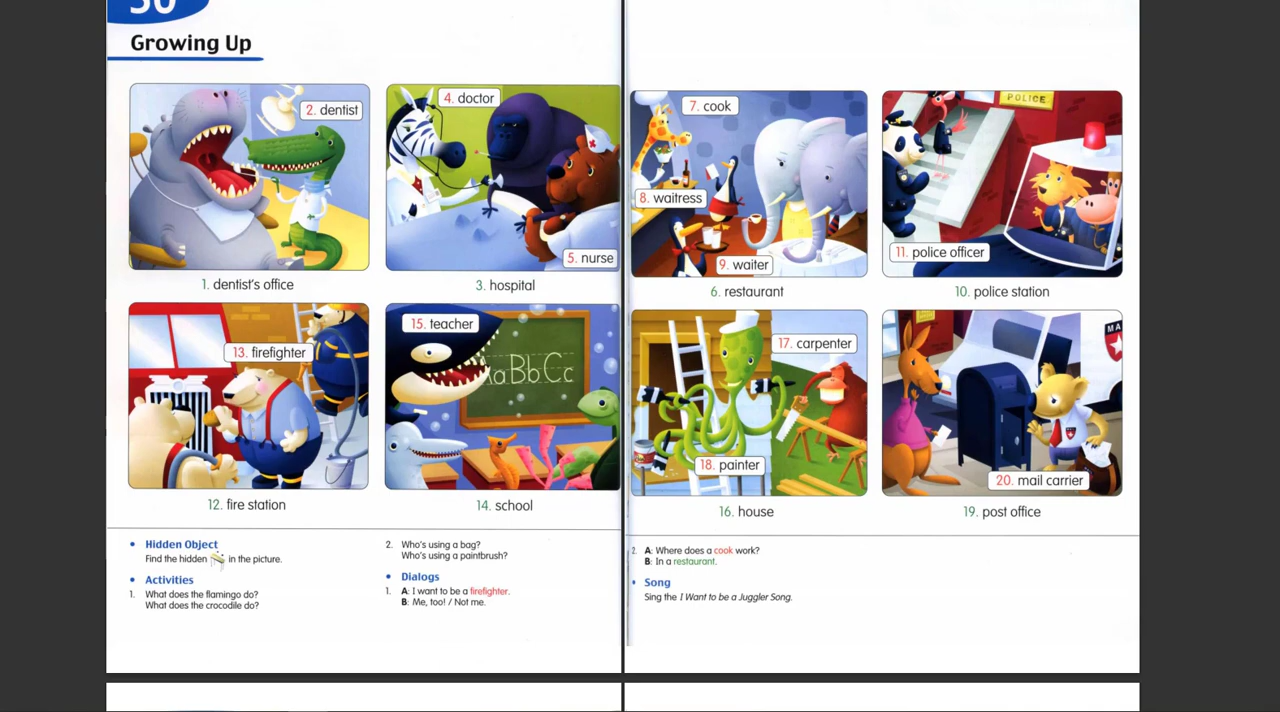 30
Growing Up
2. dentist
1. dentist's office
4. doctor
5. nurse
3. hospital
7. cook
8. waitress
9. waiter
6. restaurant
POLICE
11. police officer
10. police station
13. firefighter
12. fire station
15. teacher
AaBbCc
14. school
17. carpenter
18. painter
16. house
MA
20. mail carrier
19. post office
• Hidden Object
Find the hidden in the picture.
• Activities
1. What does the flamingo do?
What does the crocodile do?
2. Who's using a bag?
Who's using a paintbrush?
• Dialogs
1. A: I want to be a firefighter.
B: Me, too! / Not me.
2. A: Where does a cook work?
B: In a restaurant.
• Song
Sing the I Want to be a Juggler Song.